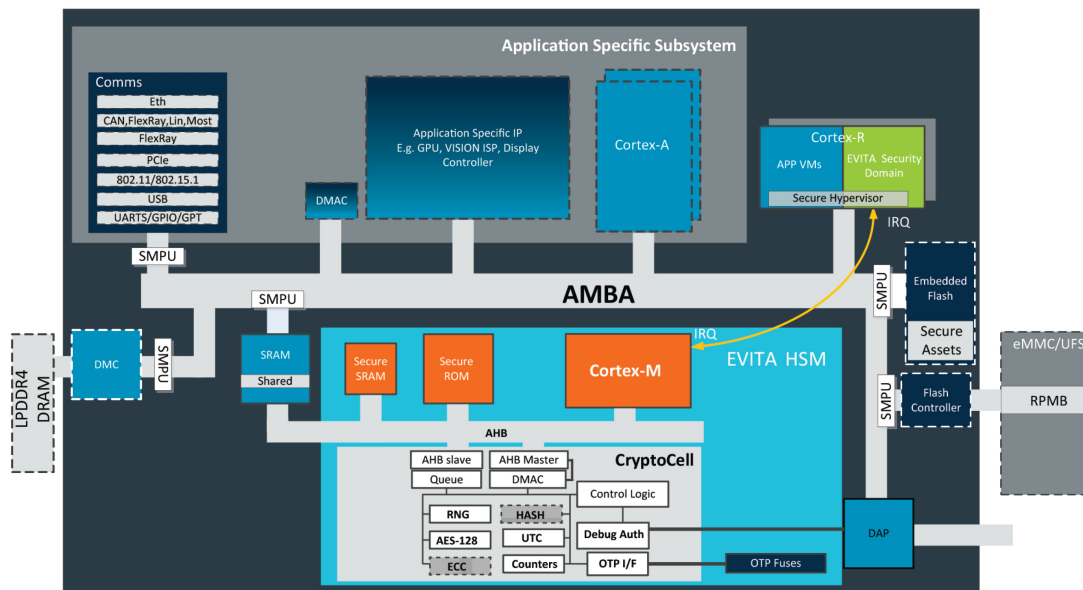 Application Specific Subsystem
Comms
Eth
CAN,FlexRay,Lin,Most
FlexRay
PCIe
802.11/802.15.1
USB
UARTS/GPIO/GPT
DMAC
Application Specific IP
E.g. GPU, VISION ISP, Display
Controller
Cortex-A
Cortex-R
APP VMs
EVITA Security
Domain
Secure Hypervisor
IRQ
SMPU
SMPU
AMBA
SMPU
Embedded
Flash
Secure
Assets
LPDDR4
DRAM
DMC
SMPU
SRAM
Shared
Secure
SRAM
Secure
ROM
Cortex-M
IRQ
EVITA HSM
SMPU
Flash
Controller
eMMC/UFS
RPMB
AHB
CryptoCell
AHB slave
Queue
AHB Master
DMAC
Control Logic
RNG
HASH
AES-128
UTC
Debug Auth
ECC
Counters
OTP I/F
OTP Fuses
DAP